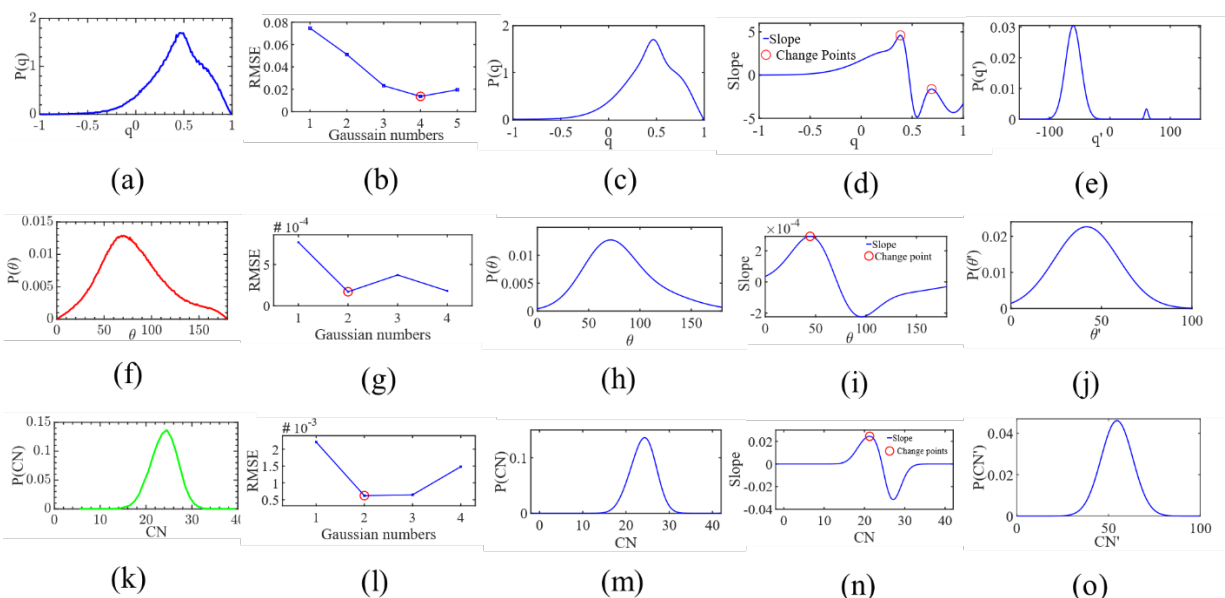 2
P(q)
1
0
-1 -0.5 0 0.5 1
q
(a)
0.08
0.06
RMSE
0.04
0.02
0
1 2 3 4 5
Gaussain numbers
(b)
2
P(q)
1
0
-1 -0.5 0 0.5 1
q
(c)
5
Slope
0
-5
Slope
Change Points
-1 -0.5 0 0.5 1
q
(d)
0.03
0.02
P(q')
0.01
0
-100 0 100
q'
(e)
0.015
0.01
P(θ)
0.005
0
0 50 100 150
θ
(f)
# 10⁻⁴
RMSE
5
0
1 2 3 4
Gaussian numbers
(g)
0.01
P(θ)
0.005
0
0 50 100 150
θ
(h)
×10⁻⁴
2
Slope
0
-2
Slope
Change point
0 50 100 150
θ
(i)
0.02
P(θ')
0.01
0
0 50 100
θ'
(j)
0.15
0.1
P(CN)
0.05
0
0 10 20 30 40
CN
(k)
# 10⁻³
2
RMSE
1.5
1
0.5
1 2 3 4
Gaussian numbers
(l)
0.1
P(CN)
0
0 10 20 30 40
CN
(m)
0.02
Slope
0
-0.02
-0.04
Slope
Change points
0 10 20 30 40
CN
(n)
0.04
P(CN')
0.02
0
0 50 100
CN'
(o)